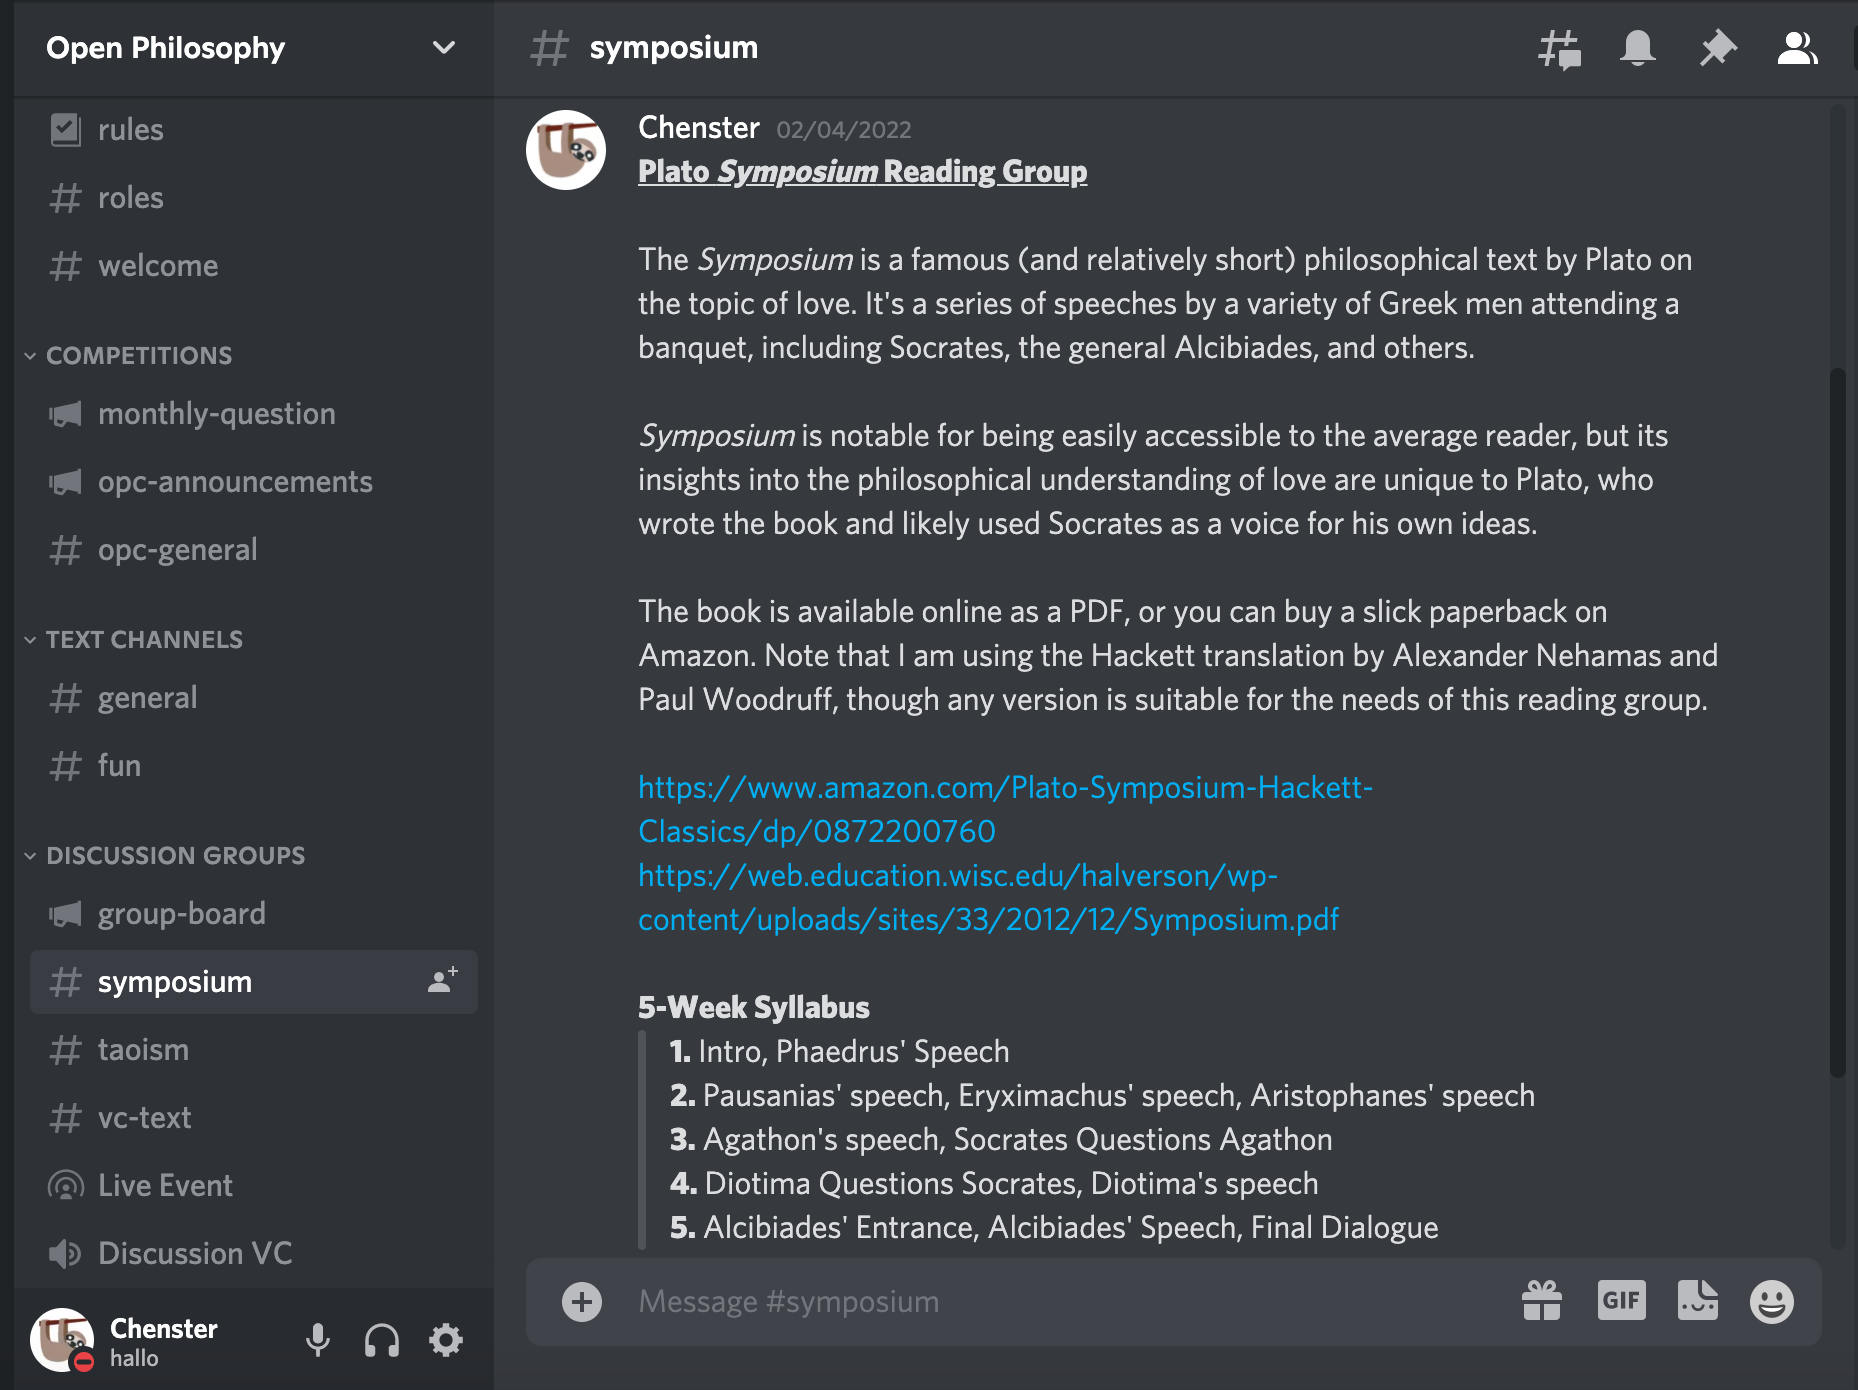 Open Philosophy
rules
roles
welcome
COMPETITIONS
monthly-question
opc-announcements
opc-general
TEXT CHANNELS
general
fun
DISCUSSION GROUPS
group-board
symposium
taoism
vc-text
Live Event
Discussion VC
Chenster
hallo
symposium
Chenster 02/04/2022
Plato Symposium Reading Group
The Symposium is a famous (and relatively short) philosophical text by Plato on
the topic of love. It's a series of speeches by a variety of Greek men attending a
banquet, including Socrates, the general Alcibiades, and others.
Symposium is notable for being easily accessible to the average reader, but its
insights into the philosophical understanding of love are unique to Plato, who
wrote the book and likely used Socrates as a voice for his own ideas.
The book is available online as a PDF, or you can buy a slick paperback on
Amazon. Note that I am using the Hackett translation by Alexander Nehamas and
Paul Woodruff, though any version is suitable for the needs of this reading group.
https://www.amazon.com/Plato-Symposium-Hackett-
Classics/dp/0872200760
https://web.education.wisc.edu/halverson/wp-
content/uploads/sites/33/2012/12/Symposium.pdf
5-Week Syllabus
1. Intro, Phaedrus' Speech
2. Pausanias' speech, Eryximachus' speech, Aristophanes' speech
3. Agathon's speech, Socrates Questions Agathon
4. Diotima Questions Socrates, Diotima's speech
5. Alcibiades' Entrance, Alcibiades' Speech, Final Dialogue
Message #symposium
GIF